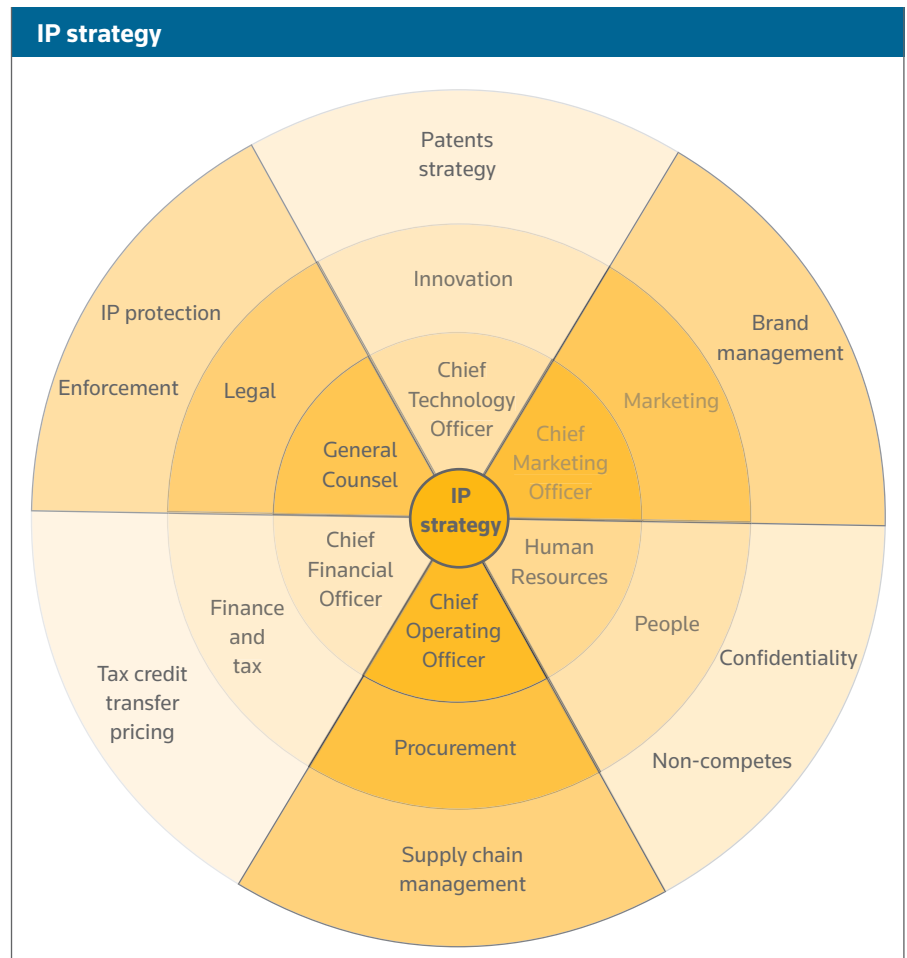 IP strategy
Patents
strategy
Innovation
Chief
Technology
Officer
Brand
management
Marketing
Chief
Marketing
Officer
IP protection
Enforcement
Legal
General
Counsel
IP
strategy
Human
Resources
People
Confidentiality
Non-competes
Chief
Operating
Officer
Procurement
Supply chain
management
Chief
Financial
Officer
Finance
and
tax
Tax credit
transfer
pricing